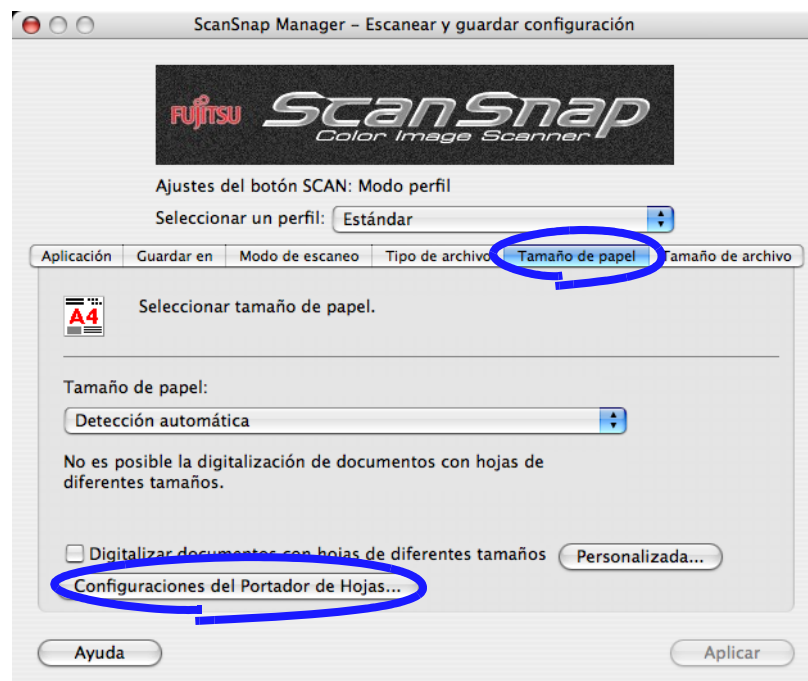 ScanSnap Manager – Escanear y guardar configuración
FUJITSU ScanSnap
Color Image Scanner
Ajustes del botón SCAN: Modo perfil
Seleccionar un perfil: Estándar
Aplicación Guardar en Modo de escaneo Tipo de archivo Tamaño de papel Tamaño de archivo
A4 Seleccionar tamaño de papel.
Tamaño de papel:
Detección automática
No es posible la digitalización de documentos con hojas de
diferentes tamaños.
Digitalizar documentos con hojas de diferentes tamaños Personalizada...
Configuraciones del Portador de Hojas...
Ayuda Aplicar